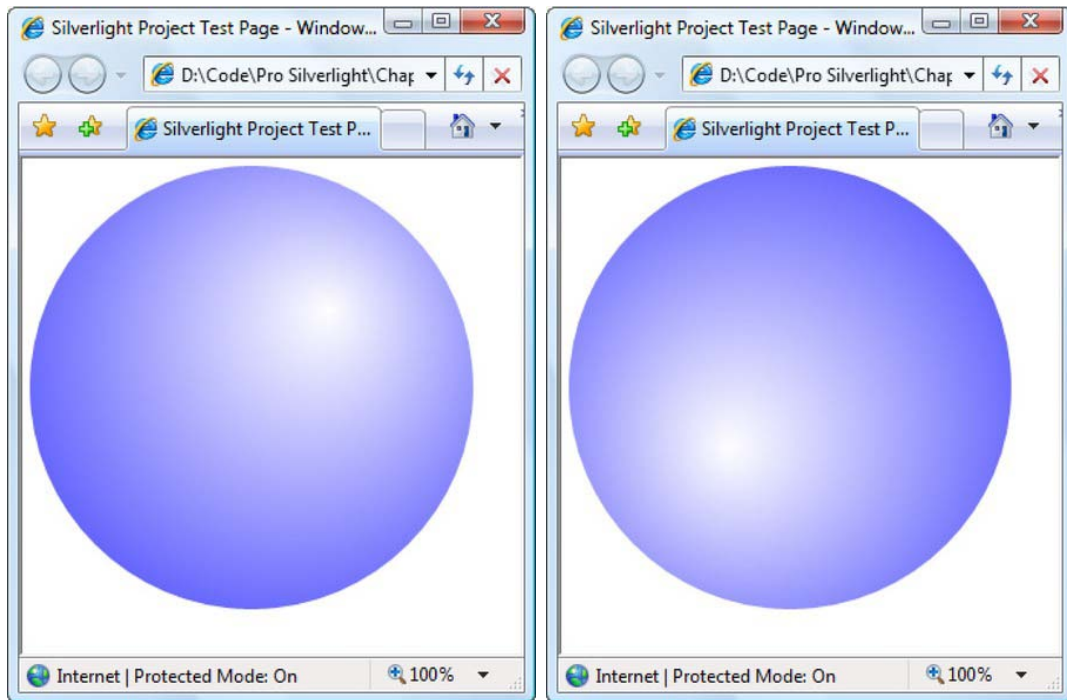 Silverlight Project Test Page - Window...
D:\Code\Pro Silverlight\Chap
Silverlight Project Test P...
Internet | Protected Mode: On
100%
Silverlight Project Test Page - Window...
D:\Code\Pro Silverlight\Chap
Silverlight Project Test P...
Internet | Protected Mode: On
100%